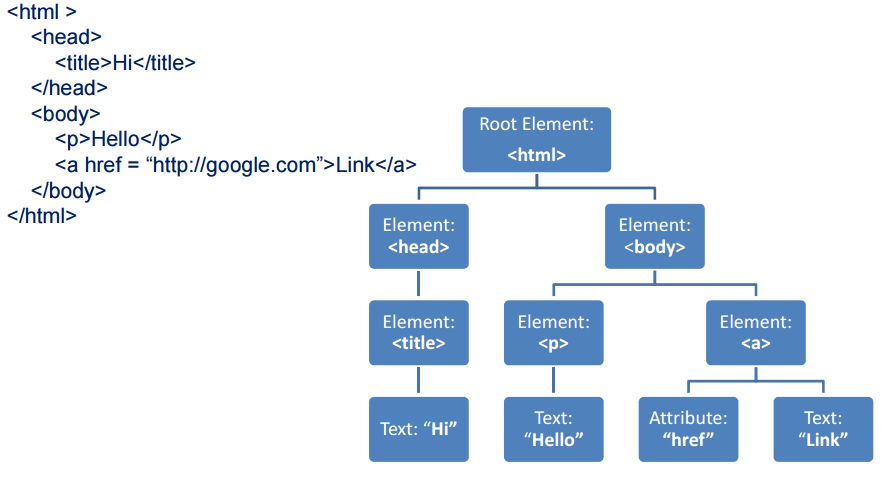 <html >
<head>
<title>Hi</title>
</head>
<body>
<p>Hello</p>
<a href = “http://google.com”>Link</a>
</body>
</html>
Root Element:
<html>
Element:
<head>
Element:
<body>
Element:
<title>
Element:
<p>
Element:
<a>
Text: “Hi”
Text:
“Hello”
Attribute:
“href”
Text:
“Link”